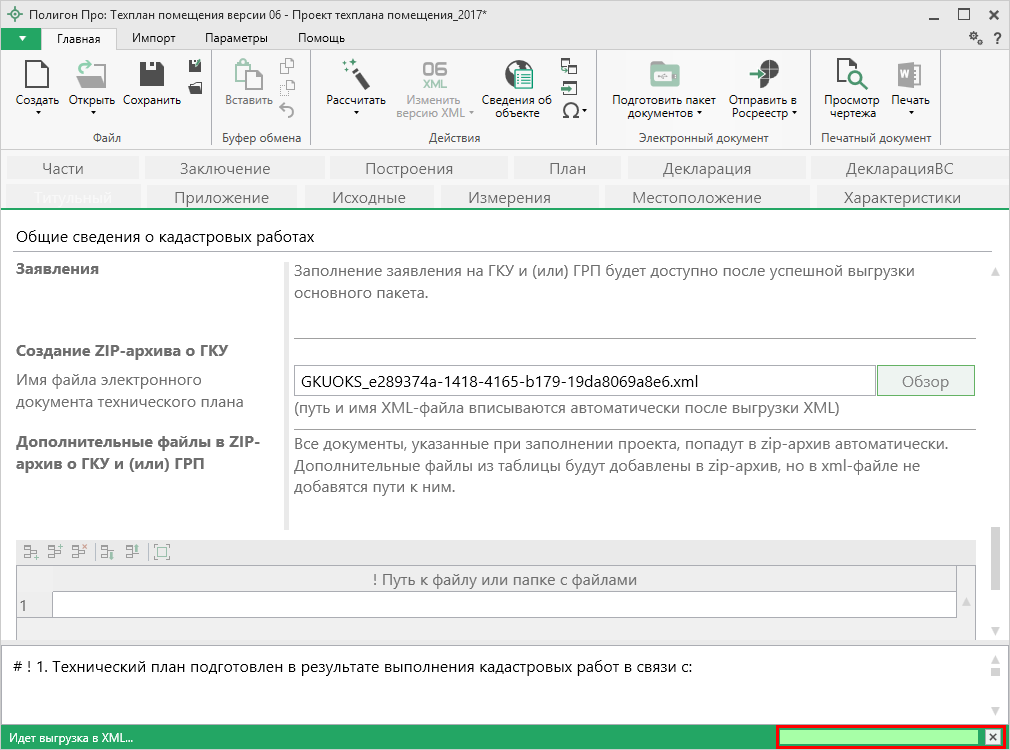 Полигон Про: Техплан помещения версии 06 - Проект техплана помещения_2017*
Главная Импорт Параметры Помощь
?
Создать Открыть Сохранить
Файл
Вставить
Буфер обмена
Рассчитать
06 XML
Изменить версию XML
Сведения об объекте
Ω
Действия
Подготовить пакет документов
Отправить в Росреестр
Электронный документ
Просмотр чертежа
W
Печать
Печатный документ
Части Заключение Построения План Декларация ДекларацияВС
Титульный Приложение Исходные Измерения Местоположение Характеристики
Общие сведения о кадастровых работах
Заявления
Заполнение заявления на ГКУ и (или) ГРП будет доступно после успешной выгрузки
основного пакета.
Создание ZIP-архива о ГКУ
Имя файла электронного
документа технического плана
GKUOKS_e289374a-1418-4165-b179-19da8069a8e6.xml
Обзор
(путь и имя XML-файла вписываются автоматически после выгрузки XML)
Дополнительные файлы в ZIP-
архив о ГКУ и (или) ГРП
Все документы, указанные при заполнении проекта, попадут в zip-архив автоматически.
Дополнительные файлы из таблицы будут добавлены в zip-архив, но в xml-файле не
добавятся пути к ним.
! Путь к файлу или папке с файлами
1
# ! 1. Технический план подготовлен в результате выполнения кадастровых работ в связи с:
Идет выгрузка в XML...